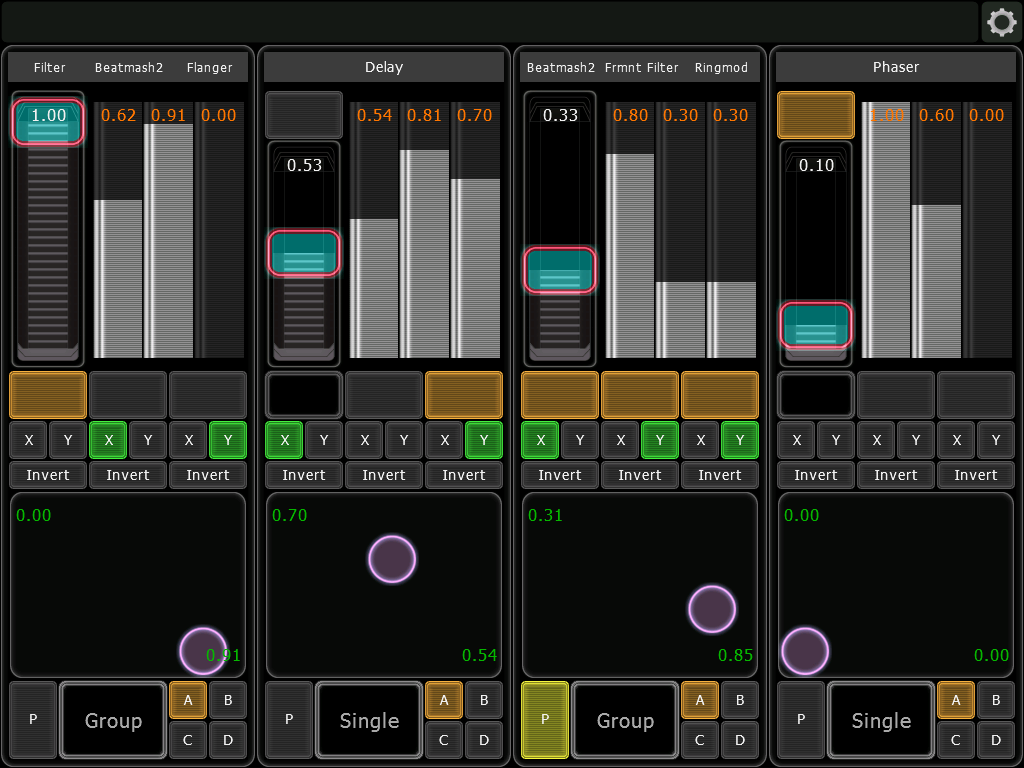 Filter Beatmash2 Flanger
1.00 0.62 0.91 0.00
X Y X Y X Y
Invert Invert Invert
0.00
0.91
P Group A B
C D
Delay
0.53 0.54 0.81 0.70
X Y X Y X Y
Invert Invert Invert
0.70
0.54
P Single A B
C D
Beatmash2 Frmnt Filter Ringmod
0.33 0.80 0.30 0.30
X Y X Y X Y
Invert Invert Invert
0.31
0.85
P Group A B
C D
Phaser
0.10 1.00 0.60 0.00
X Y X Y X Y
Invert Invert Invert
0.00
0.00
P Single A B
C D